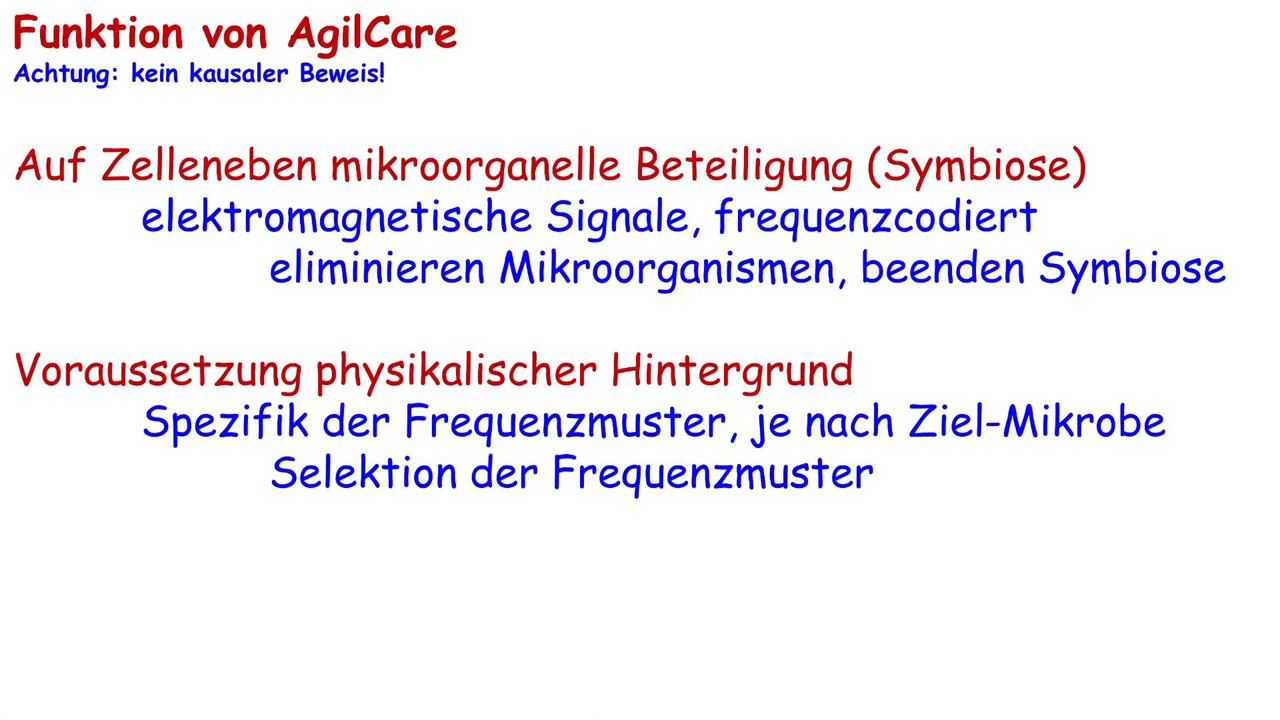 Funktion von AgilCare
Achtung: kein kausaler Beweis!
Auf Zelleneben mikroorganelle Beteiligung (Symbiose)
elektromagnetische Signale, frequenzcodiert
eliminieren Mikroorganismen, beenden Symbiose
Voraussetzung physikalischer Hintergrund
Spezifik der Frequenzmuster, je nach Ziel-Mikrobe
Selektion der Frequenzmuster